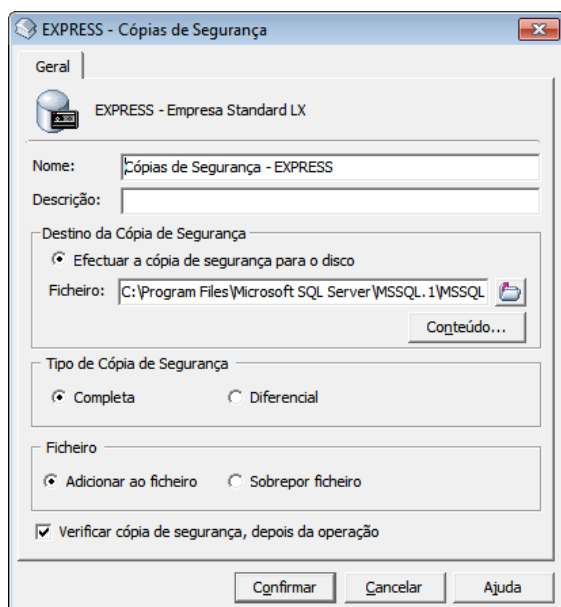 EXPRESS - Cópias de Segurança
Geral
EXPRESS - Empresa Standard LX
Nome: Cópias de Segurança - EXPRESS
Descrição:
Destino da Cópia de Segurança
Efectuar a cópia de segurança para o disco
Ficheiro: C:\Program Files\Microsoft SQL Server\MSSQL.1\MSSQL
Conteúdo...
Tipo de Cópia de Segurança
Completa Diferencial
Ficheiro
Adicionar ao ficheiro Sobrepor ficheiro
Verificar cópia de segurança, depois da operação
Confirmar Cancelar Ajuda